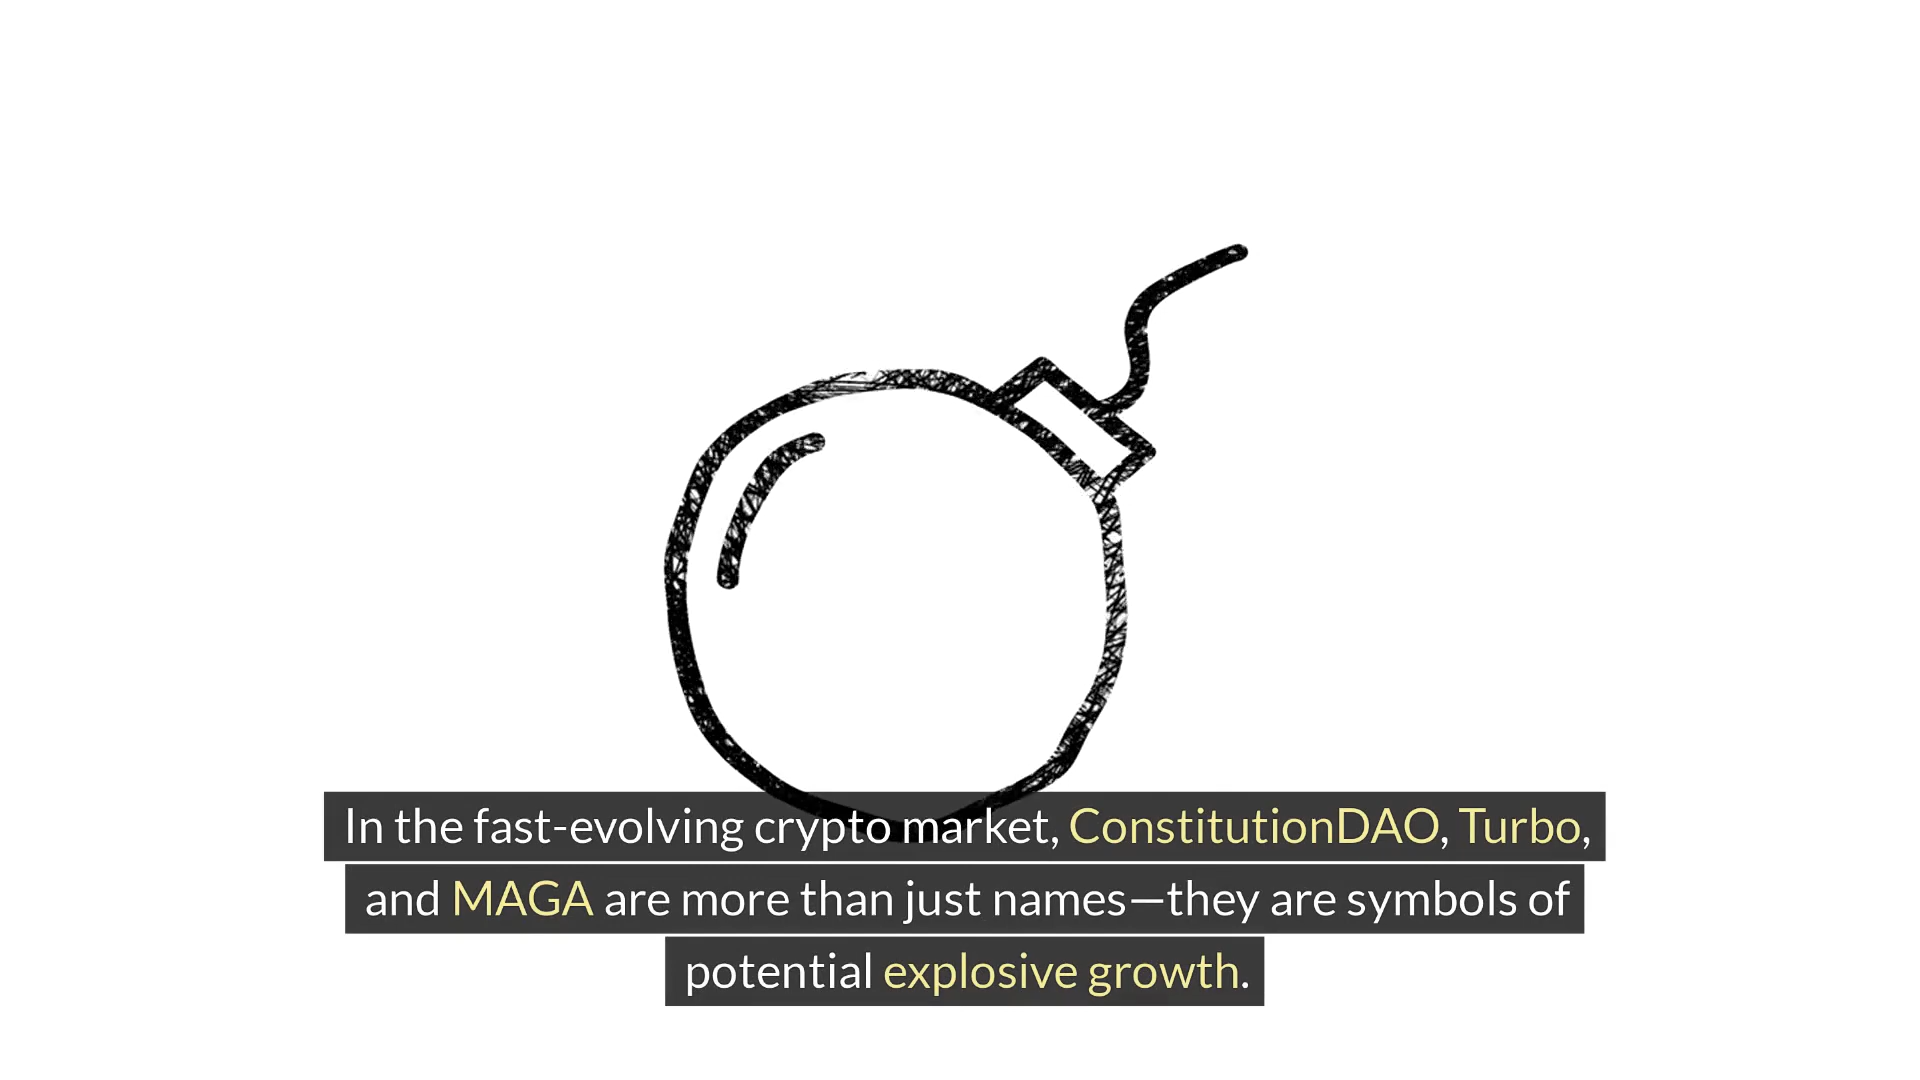 In the fast-evolving crypto market, ConstitutionDAO, Turbo,
and MAGA are more than just names—they are symbols of
potential explosive growth.